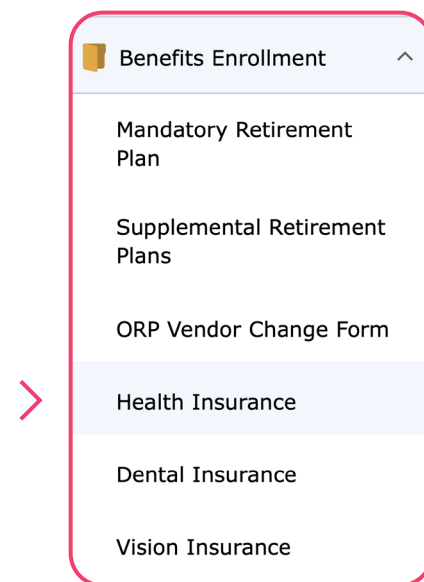 Benefits Enrollment
Mandatory Retirement
Plan
Supplemental Retirement
Plans
ORP Vendor Change Form
Health Insurance
Dental Insurance
Vision Insurance